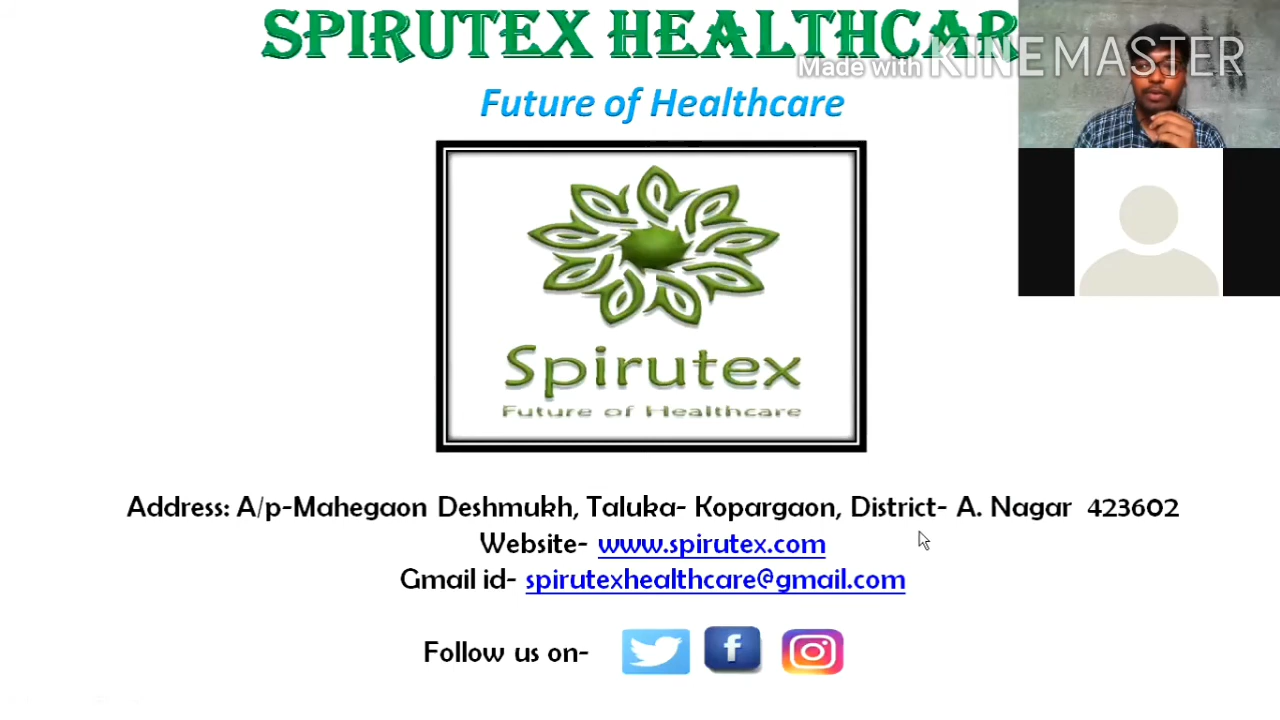 SPIRUTEX HEALTHCAR
Made with KINEMASTER
Future of Healthcare
Spirutex
Future of Healthcare
Address: A/p-Mahegaon Deshmukh, Taluka- Kopargaon, District- A. Nagar 423602
Website- www.spirutex.com
Gmail id- spirutexhealthcare@gmail.com
Follow us on-